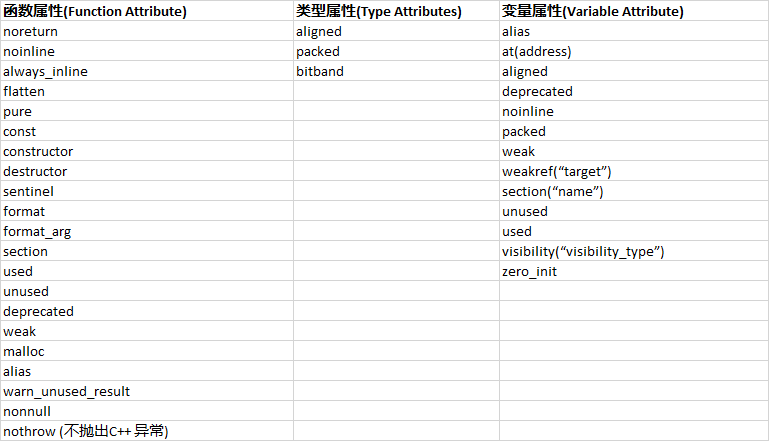 函数属性(Function Attribute) 类型属性(Type Attributes) 变量属性(Variable Attribute)
noreturn aligned alias
noinline packed at(address)
always_inline bitband aligned
flatten deprecated
pure noinline
const packed
constructor weak
destructor weakref(“target”)
sentinel section(“name”)
format unused
format_arg used
section visibility(“visibility_type”)
used zero_init
unused
deprecated
weak
malloc
alias
warn_unused_result
nonnull
nothrow (不抛出C++ 异常)